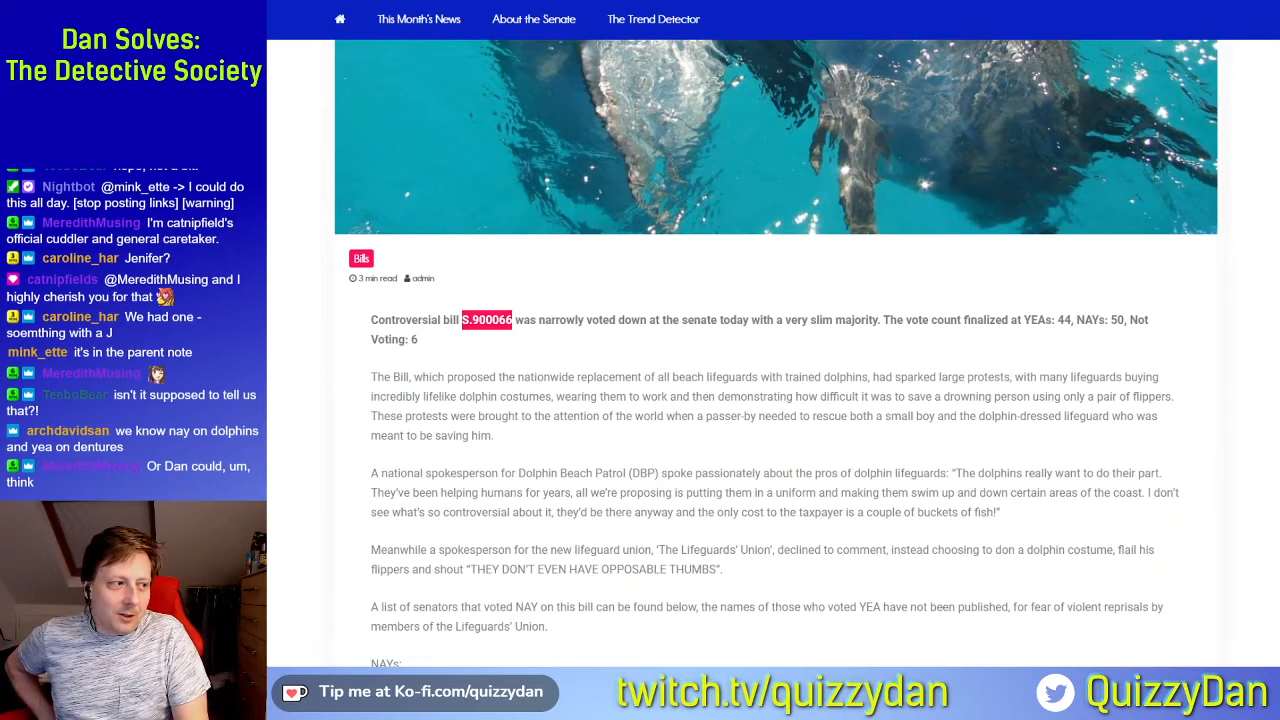 Dan Solves:
The Detective Society
Nightbot @mink_ette -> I could do
this all day. [stop posting links] [warning]
MeredithMusing I'm catnipfield's
official cuddler and general caretaker.
caroline_har Jenifer?
catnipfields @MeredithMusing and I
highly cherish you for that
caroline_har We had one -
soemthing with a J
mink_ette it's in the parent note
MeredithMusing
TeeboBear isn't it supposed to tell us
that?!
archdavidsan we know nay on dolphins
and yea on dentures
MeredithMusing Or Dan could, um,
think
This Month's News About the Senate The Trend Detector
Bills
3 min read admin
Controversial bill S.900066 was narrowly voted down at the senate today with a very slim majority. The vote count finalized at YEAs: 44, NAYs: 50, Not
Voting: 6
The Bill, which proposed the nationwide replacement of all beach lifeguards with trained dolphins, had sparked large protests, with many lifeguards buying
incredibly lifelike dolphin costumes, wearing them to work and then demonstrating how difficult it was to save a drowning person using only a pair of flippers.
These protests were brought to the attention of the world when a passer-by needed to rescue both a small boy and the dolphin-dressed lifeguard who was
meant to be saving him.
A national spokesperson for Dolphin Beach Patrol (DBP) spoke passionately about the pros of dolphin lifeguards: “The dolphins really want to do their part.
They've been helping humans for years, all we’re proposing is putting them in a uniform and making them swim up and down certain areas of the coast. I don’t
see what’s so controversial about it, they’d be there anyway and the only cost to the taxpayer is a couple of buckets of fish!”
Meanwhile a spokesperson for the new lifeguard union, ‘The Lifeguards’ Union’, declined to comment, instead choosing to don a dolphin costume, flail his
flippers and shout “THEY DON’T EVEN HAVE OPPOSABLE THUMBS”.
A list of senators that voted NAY on this bill can be found below, the names of those who voted YEA have not been published, for fear of violent reprisals by
members of the Lifeguards’ Union.
NAYs:
Tip me at Ko-fi.com/quizzydan
twitch.tv/quizzydan
QuizzyDan